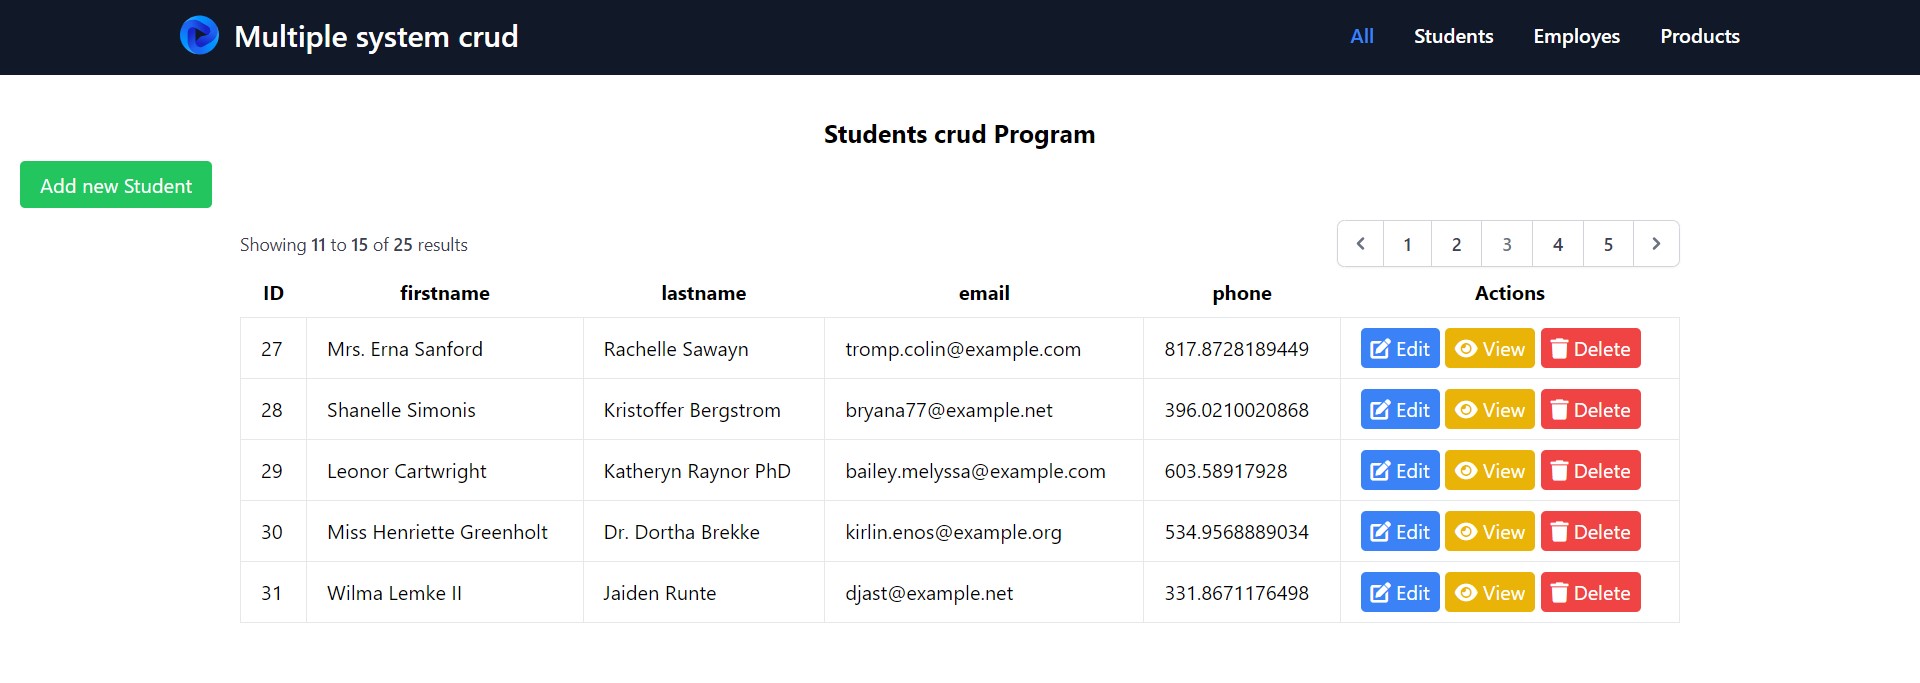 Multiple system crud All Students Employes Products
Students crud Program
Add new Student
Showing 11 to 15 of 25 results 1 2 3 4 5
ID firstname lastname email phone Actions
27 Mrs. Erna Sanford Rachelle Sawayn tromp.colin@example.com 817.8728189449 Edit View Delete
28 Shanelle Simonis Kristoffer Bergstrom bryana77@example.net 396.0210020868 Edit View Delete
29 Leonor Cartwright Katheryn Raynor PhD bailey.melyssa@example.com 603.58917928 Edit View Delete
30 Miss Henriette Greenholt Dr. Dortha Brekke kirlin.enos@example.org 534.9568889034 Edit View Delete
31 Wilma Lemke II Jaiden Runte djast@example.net 331.8671176498 Edit View Delete